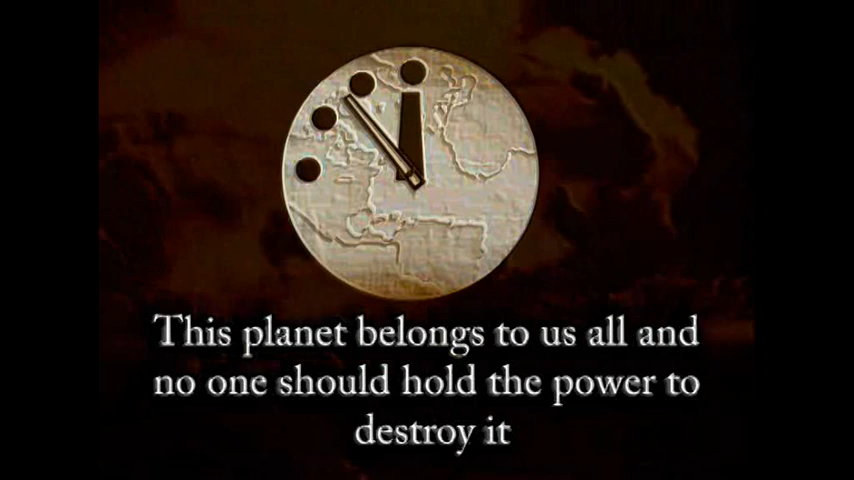 This planet belongs to us all and
no one should hold the power to
destroy it